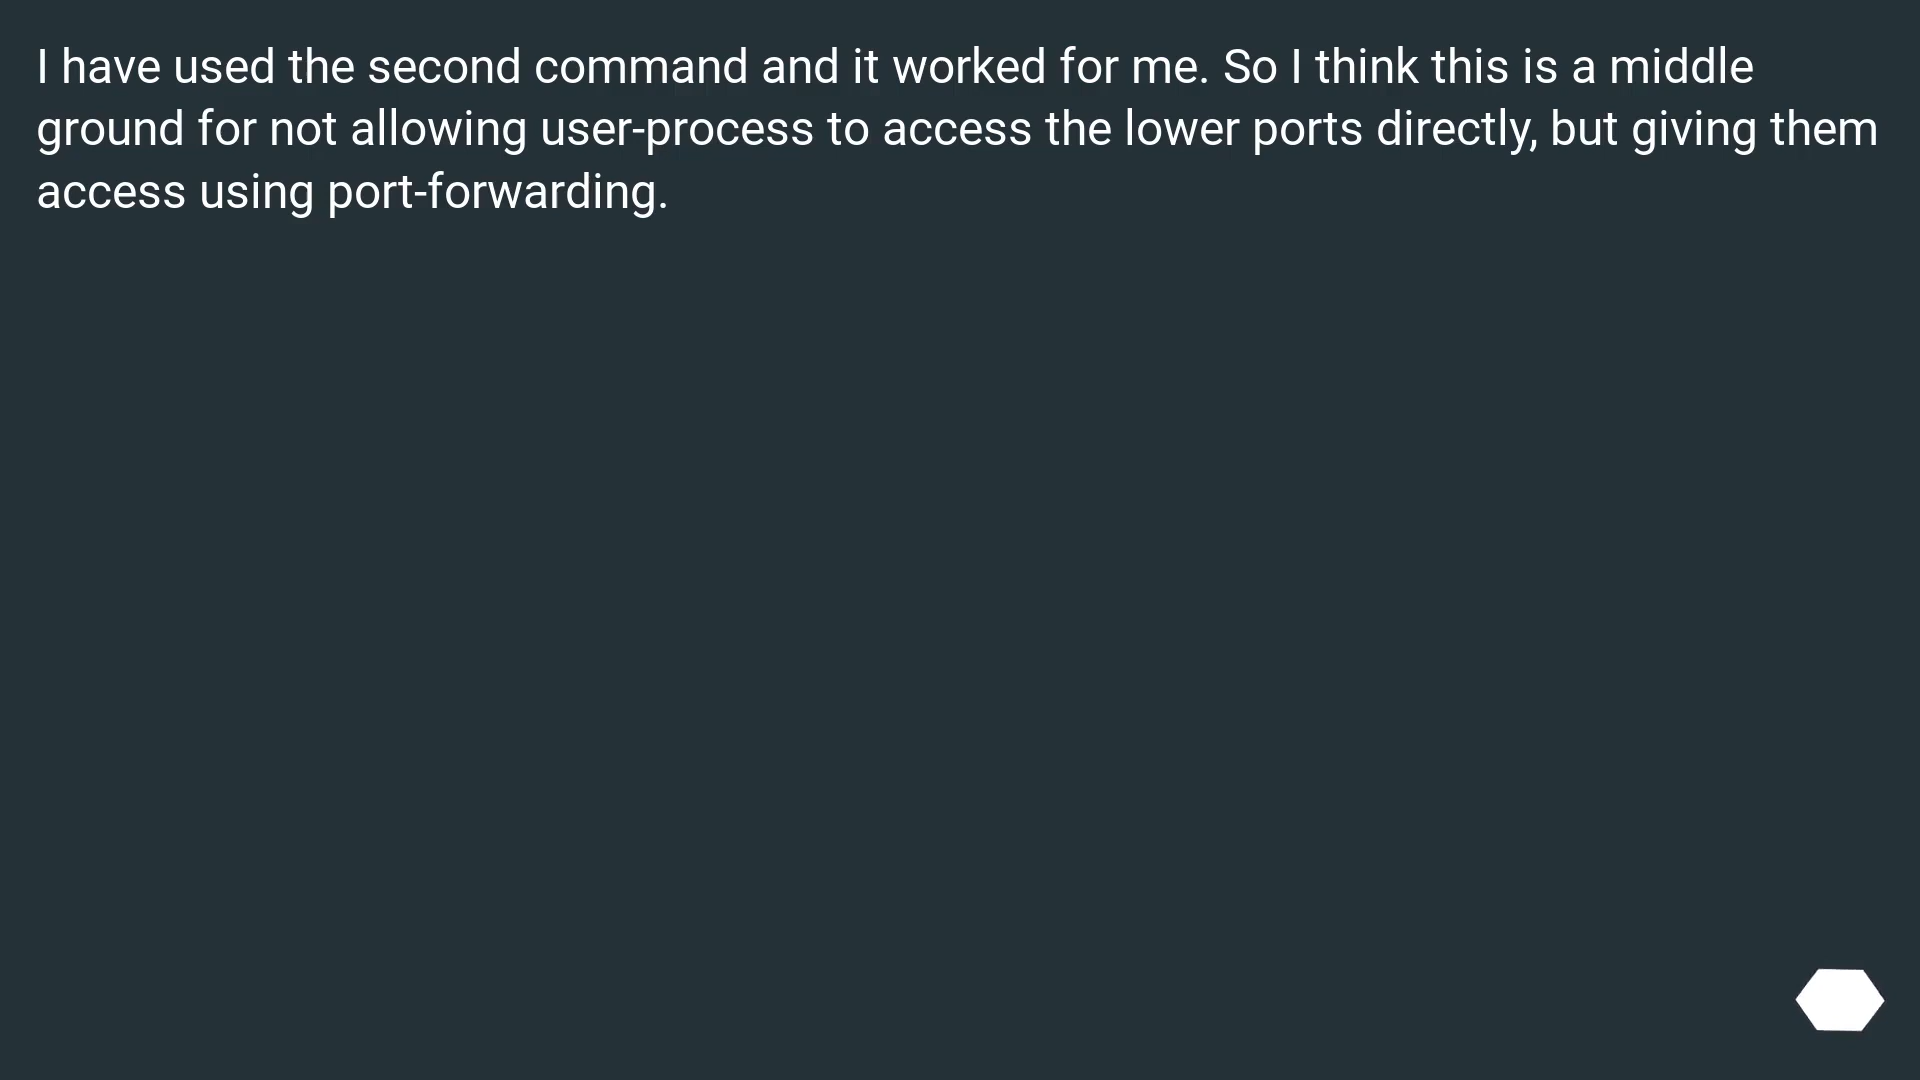 I have used the second command and it worked for me. So I think this is a middle
ground for not allowing user-process to access the lower ports directly, but giving them
access using port-forwarding.